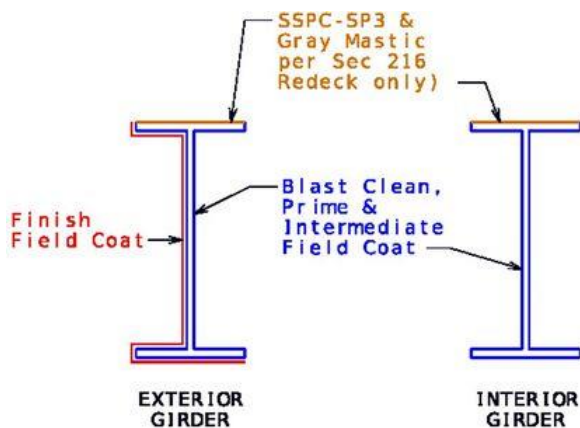 SSPC-SP3 &
Gray Mastic
per Sec 216
Redeck only)
Blast Clean,
Prime &
Intermediate
Field Coat
Finish
Field Coat
EXTERIOR
GIRDER
INTERIOR
GIRDER